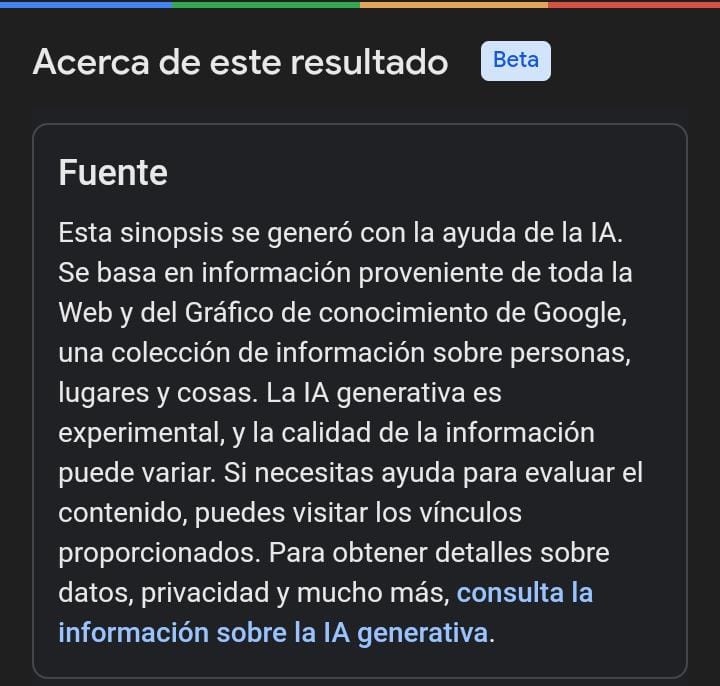 Acerca de este resultado
Beta
Fuente
Esta sinopsis se generó con la ayuda de la IA.
Se basa en información proveniente de toda la
Web y del Gráfico de conocimiento de Google,
una colección de información sobre personas,
lugares y cosas. La IA generativa es
experimental, y la calidad de la información
puede variar. Si necesitas ayuda para evaluar el
contenido, puedes visitar los vínculos
proporcionados. Para obtener detalles sobre
datos, privacidad y mucho más, consulta la
información sobre la IA generativa.